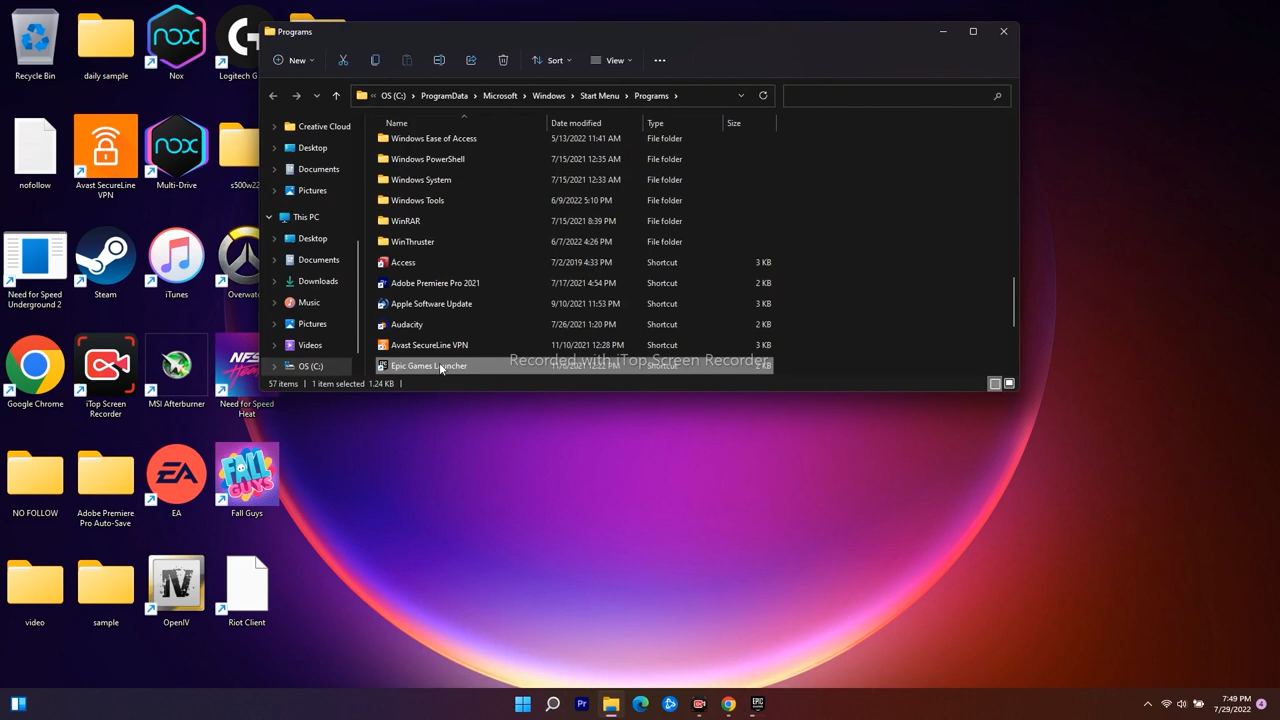 Recycle Bin
daily sample
Nox
Logitech G
nofollow
Avast SecureLine
VPN
Multi-Drive
s500w22
Need for Speed
Underground 2
Steam
iTunes
Overwatc
Google Chrome
iTop Screen
Recorder
MSI Afterburner
Need for Speed
Heat
NO FOLLOW
Adobe Premiere
Pro Auto-Save
EA
Fall Guys
video
sample
OpenIV
Riot Client
Programs
New
Sort
View
OS (C:) > ProgramData > Microsoft > Windows > Start Menu > Programs >
Creative Cloud
Desktop
Documents
Pictures
This PC
Desktop
Documents
Downloads
Music
Pictures
Videos
OS (C:)
Name Date modified Type Size
Windows Ease of Access 5/13/2022 11:41 AM File folder
Windows PowerShell 7/15/2021 12:35 AM File folder
Windows System 7/15/2021 12:33 AM File folder
Windows Tools 6/9/2022 5:10 PM File folder
WinRAR 7/15/2021 8:39 PM File folder
WinThruster 6/7/2022 4:26 PM File folder
Access 7/2/2019 4:33 PM Shortcut 3 KB
Adobe Premiere Pro 2021 7/17/2021 4:54 PM Shortcut 2 KB
Apple Software Update 9/10/2021 11:53 PM Shortcut 3 KB
Audacity 7/26/2021 1:20 PM Shortcut 2 KB
Avast SecureLine VPN 11/10/2021 12:28 PM Shortcut 3 KB
Epic Games Launcher Shortcut KB
Recorded with iTop Screen Recorder
57 items 1 item selected 1.24 KB
7:49 PM
7/29/2022
4